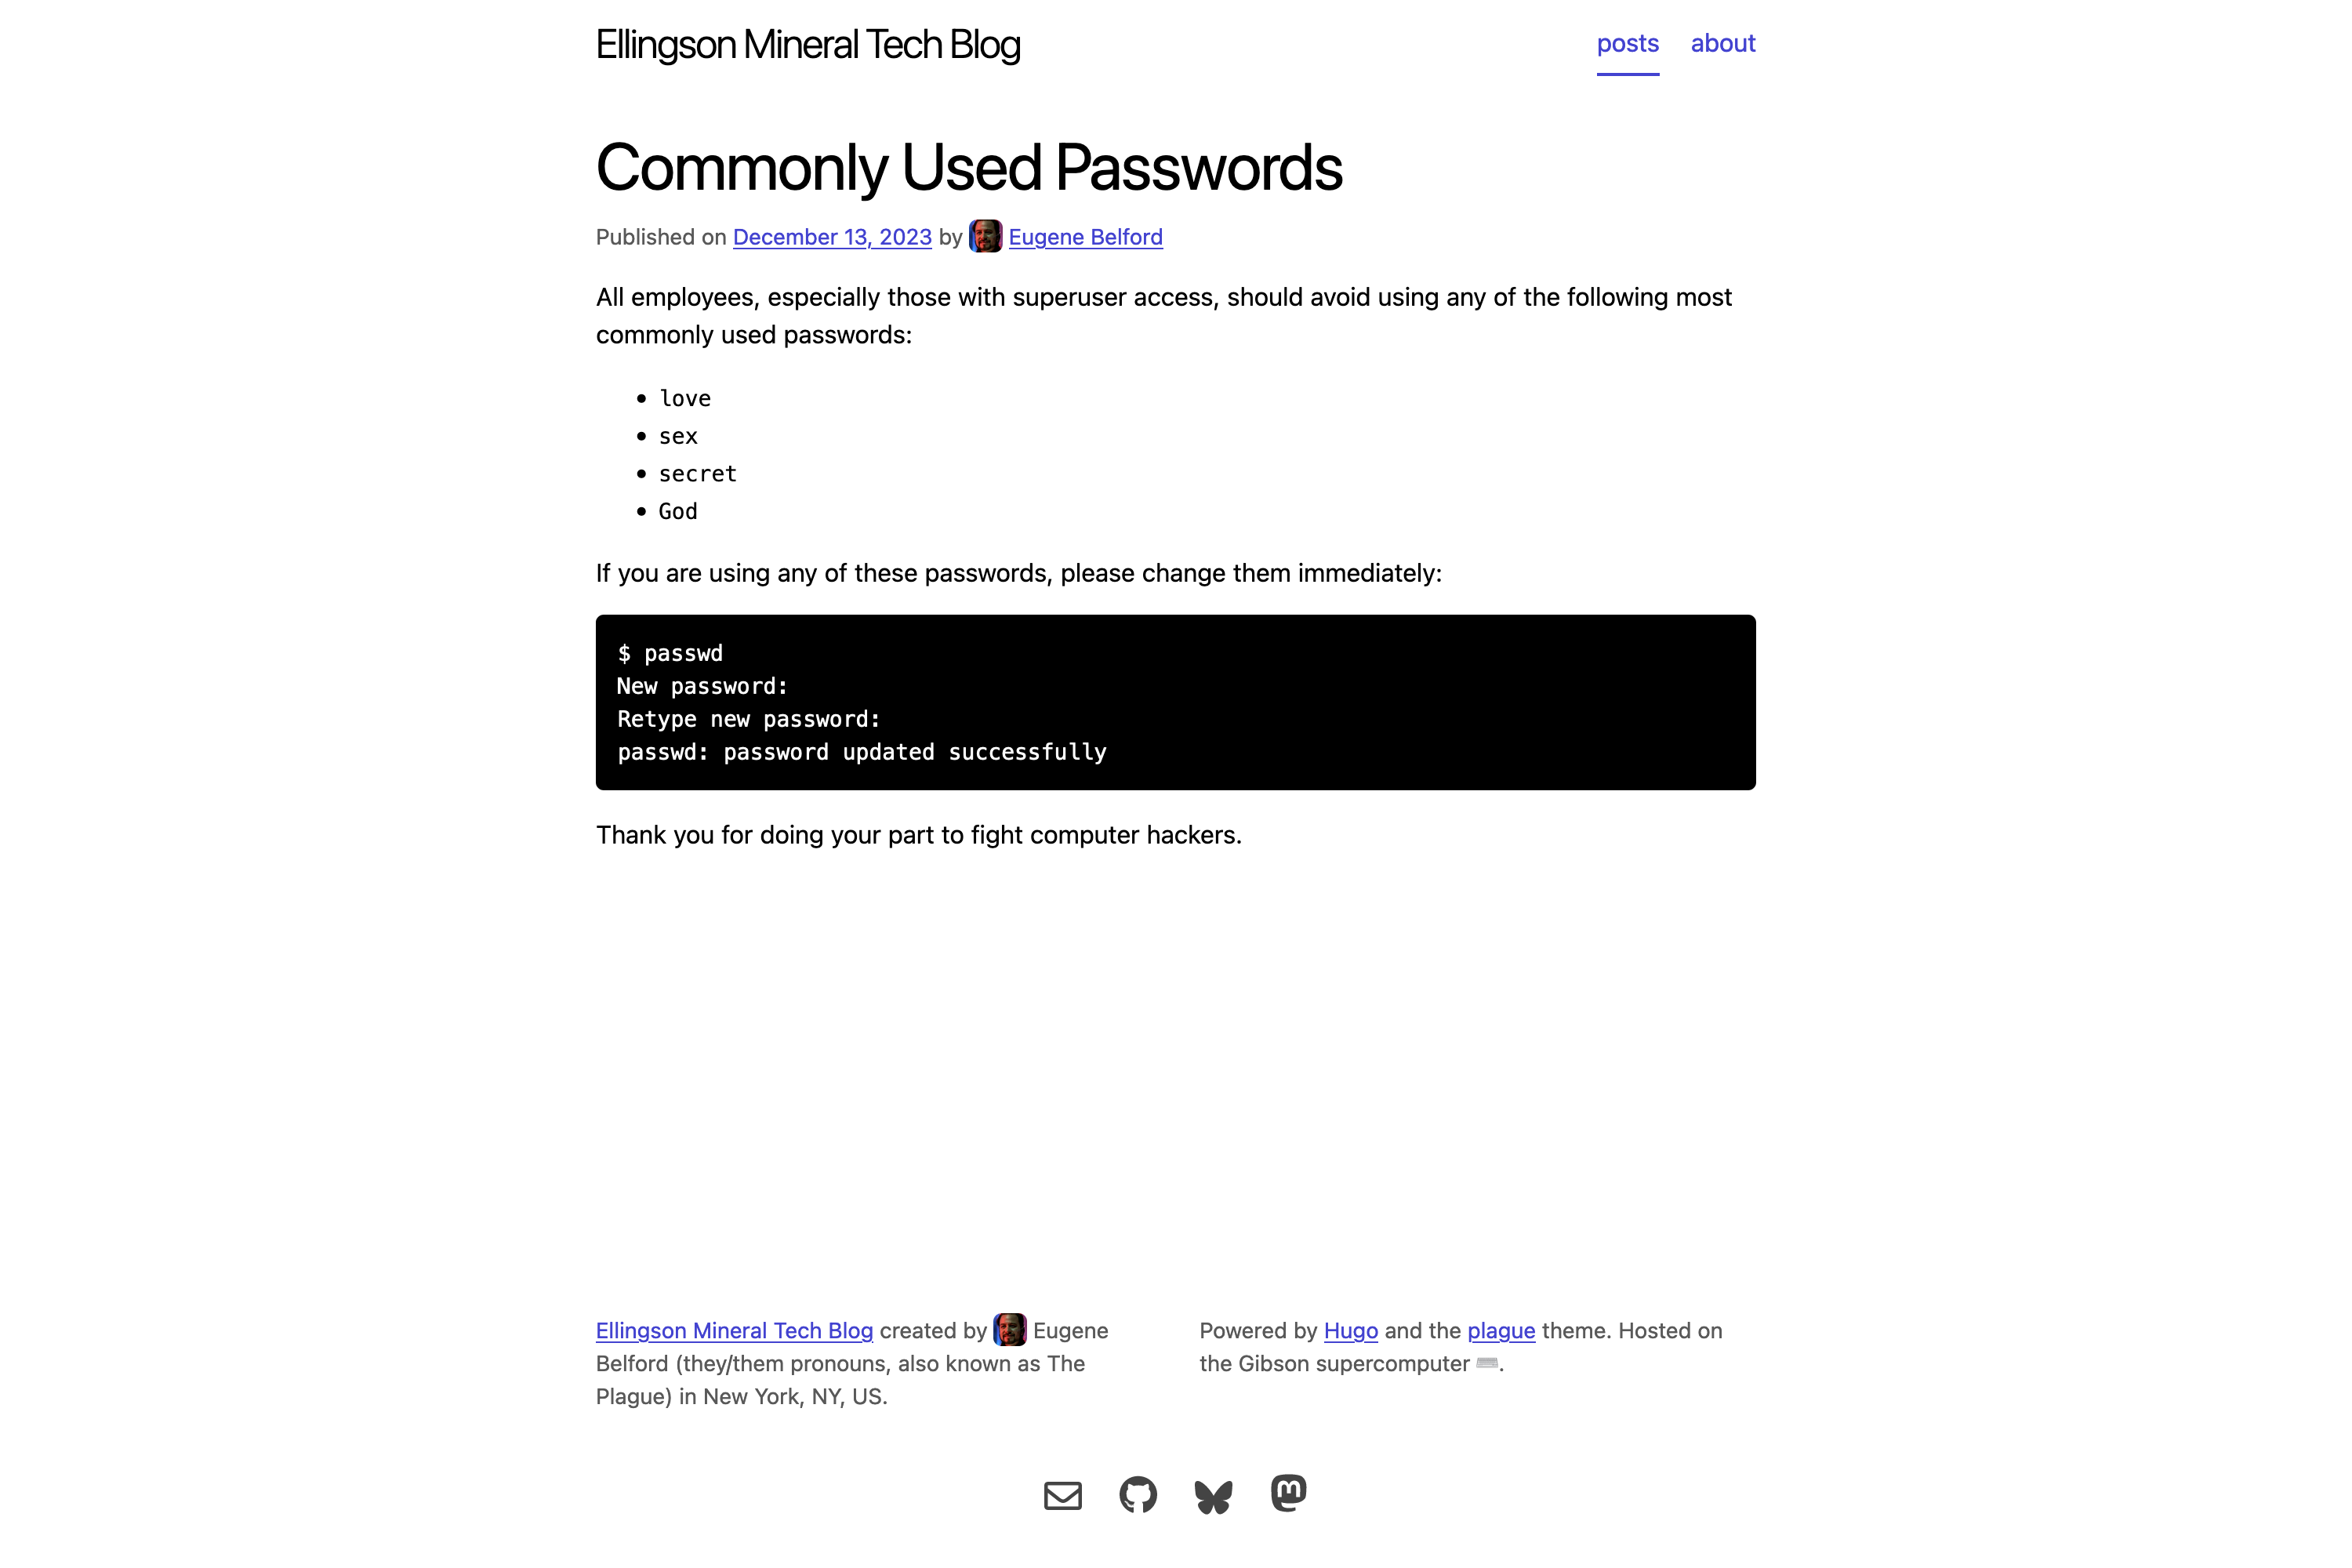 Ellingson Mineral Tech Blog
posts about
Commonly Used Passwords
Published on December 13, 2023 by Eugene Belford
All employees, especially those with superuser access, should avoid using any of the following most
commonly used passwords:
love
sex
secret
God
If you are using any of these passwords, please change them immediately:
$ passwd
New password:
Retype new password:
passwd: password updated successfully
Thank you for doing your part to fight computer hackers.
Ellingson Mineral Tech Blog created by Eugene
Belford (they/them pronouns, also known as The
Plague) in New York, NY, US.
Powered by Hugo and the plague theme. Hosted on
the Gibson supercomputer ⌨️.